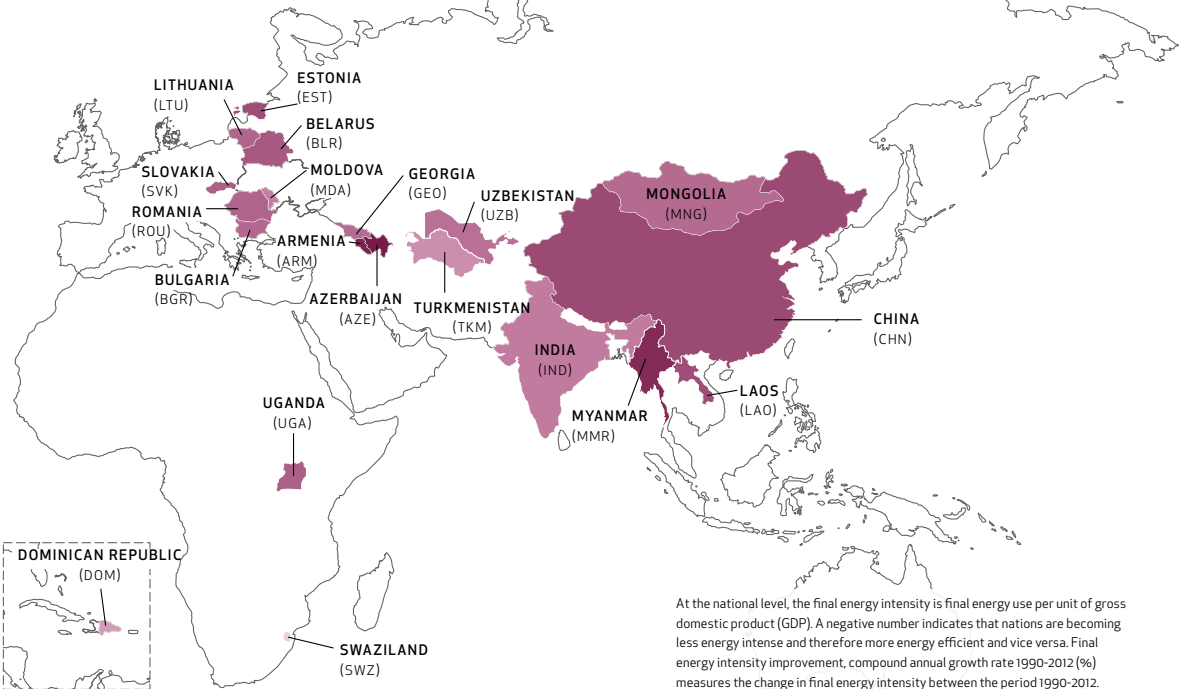 ESTONIA
(EST)
LITHUANIA
(LTU)
BELARUS
(BLR)
SLOVAKIA
(SVK)
MOLDOVA
(MDA)
GEORGIA
(GEO)
UZBEKISTAN
(UZB)
MONGOLIA
(MNG)
ROMANIA
(ROU)
ARMENIA
(ARM)
BULGARIA
(BGR)
AZERBAIJAN
(AZE)
TURKMENISTAN
(TKM)
CHINA
(CHN)
INDIA
(IND)
LAOS
(LAO)
MYANMAR
(MMR)
UGANDA
(UGA)
DOMINICAN REPUBLIC
(DOM)
SWAZILAND
(SWZ)
At the national level, the final energy intensity is final energy use per unit of gross
domestic product (GDP). A negative number indicates that nations are becoming
less energy intense and therefore more energy efficient and vice versa. Final
energy intensity improvement, compound annual growth rate 1990-2012 (%)
measures the change in final energy intensity between the period 1990-2012.